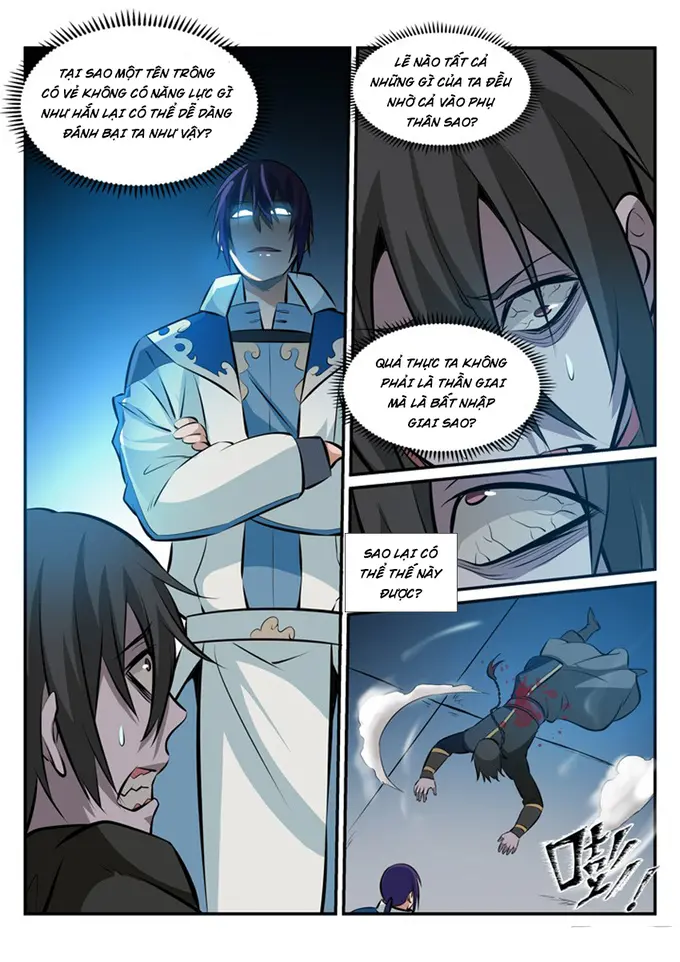 TẠI SAO MỘT TÊN TRÔNG
CÓ VẺ KHÔNG CÓ NĂNG LỰC GÌ
NHƯ HẮN LẠI CÓ THỂ DỄ DÀNG
ĐÁNH BẠI TA NHƯ VẬY?
LẼ NÀO TẤT CẢ
NHỮNG GÌ CỦA TA ĐỀU
NHỜ CẢ VÀO PHỤ
THÂN SAO?
QUẢ THỰC TA KHÔNG
PHẢI LÀ THẦN GIAI
MÀ LÀ BẤT NHẬP
GIAI SAO?
SAO LẠI CÓ
THỂ THẾ NÀY
ĐƯỢC?
嘭!!